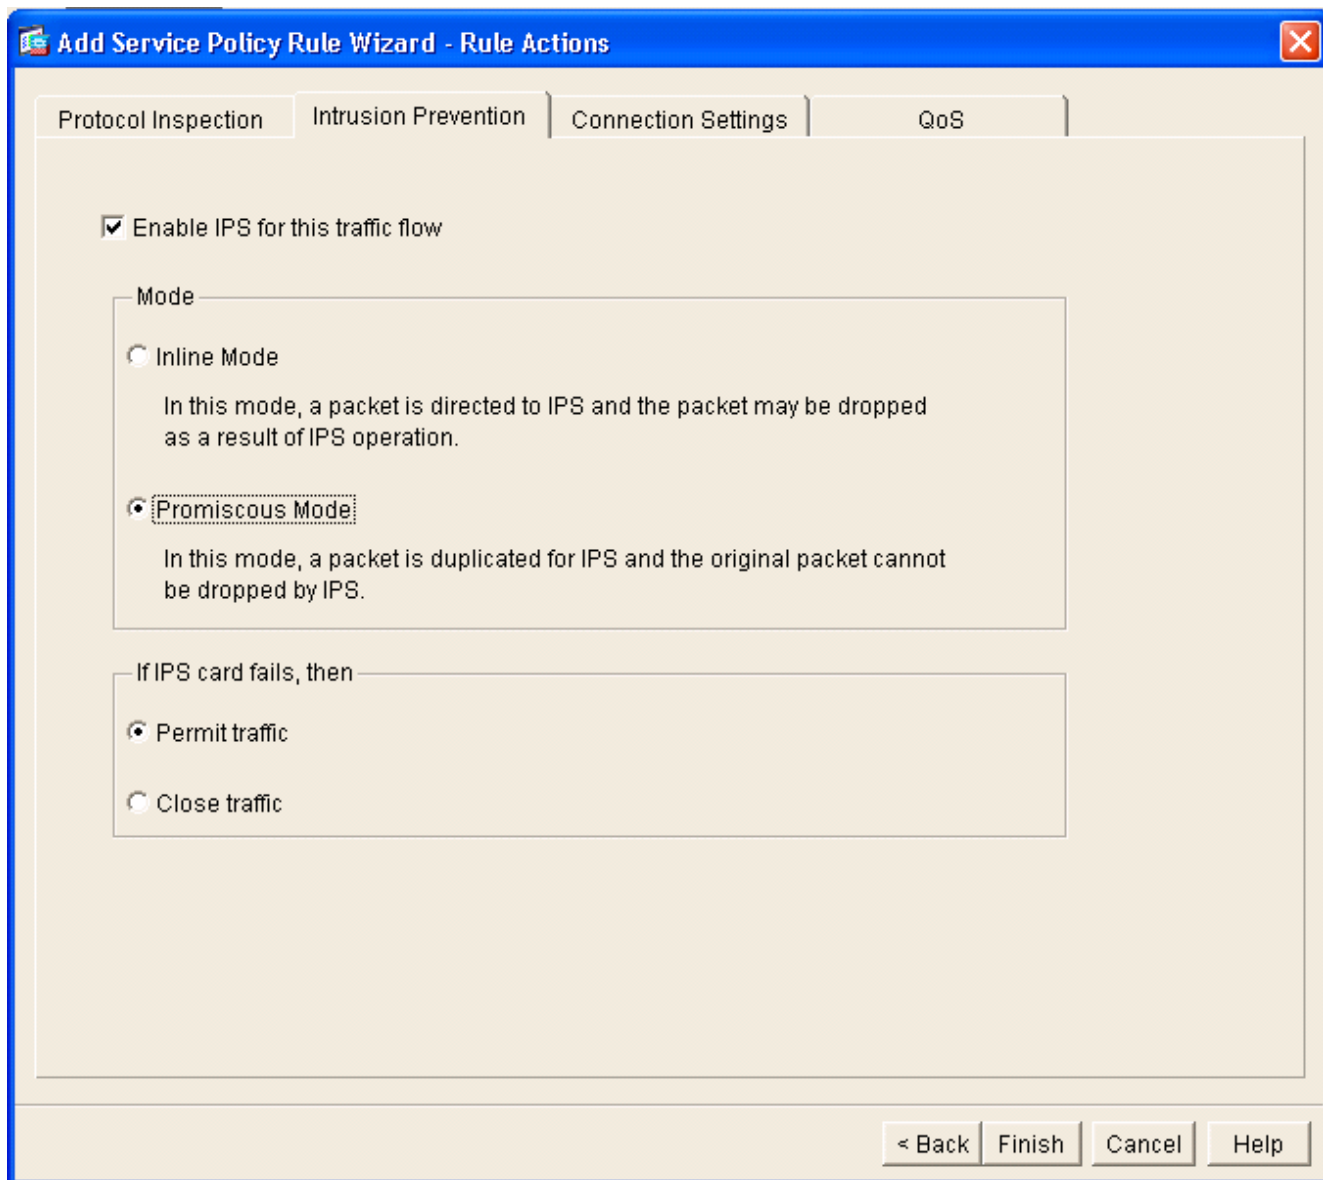 Add Service Policy Rule Wizard - Rule Actions
Protocol Inspection
Intrusion Prevention
Connection Settings
QoS
Enable IPS for this traffic flow
Mode
Inline Mode
In this mode, a packet is directed to IPS and the packet may be dropped
as a result of IPS operation.
Promiscous Mode
In this mode, a packet is duplicated for IPS and the original packet cannot
be dropped by IPS.
If IPS card fails, then
Permit traffic
Close traffic
< Back
Finish
Cancel
Help